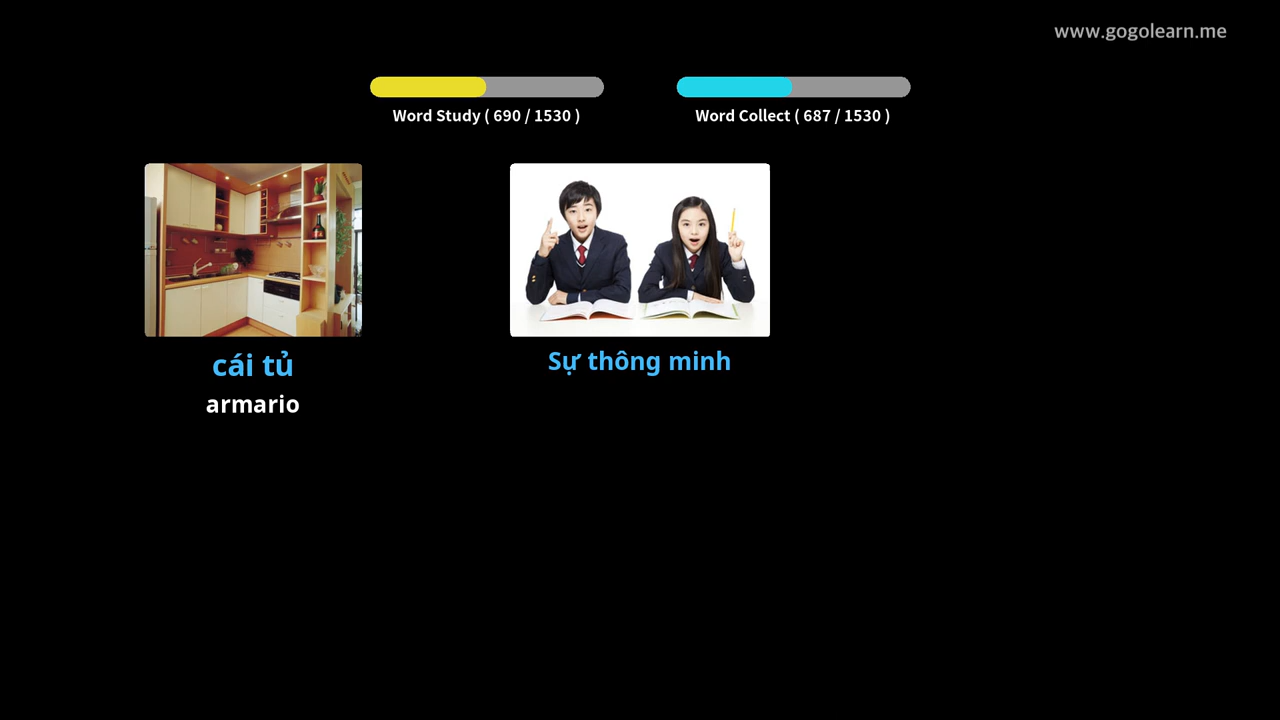 www.gogolearn.me
Word Study ( 690 / 1530 )
Word Collect ( 687 / 1530 )
cái tủ
armario
Sự thông minh